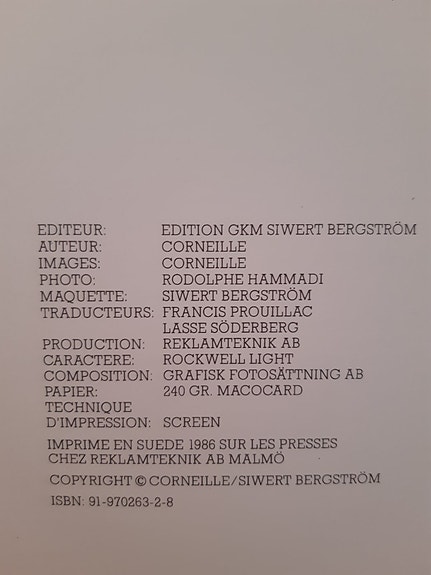 EDITEUR: EDITION GKM SIWERT BERGSTRÖM
AUTEUR: CORNEILLE
IMAGES: CORNEILLE
PHOTO: RODOLPHE HAMMADI
MAQUETTE: SIWERT BERGSTRÖM
TRADUCTEURS: FRANCIS PROUILLAC
LASSE SÖDERBERG
PRODUCTION: REKLAMTEKNIK AB
CARACTERE: ROCKWELL LIGHT
COMPOSITION: GRAFISK FOTOSÄTTNING AB
PAPIER: 240 GR. MACOCARD
TECHNIQUE
D'IMPRESSION: SCREEN
IMPRIME EN SUEDE 1986 SUR LES PRESSES
CHEZ REKLAMTEKNIK AB MALMÖ
COPYRIGHT © CORNEILLE/SIWERT BERGSTRÖM
ISBN: 91-970263-2-8